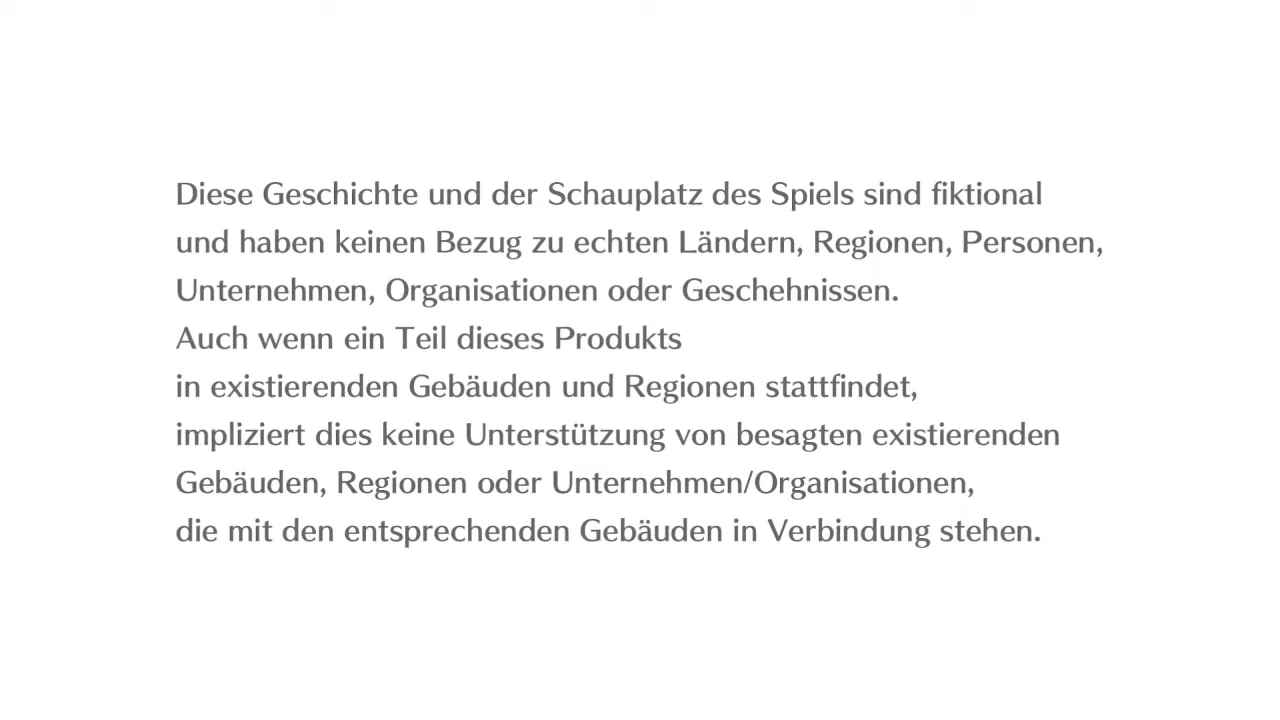 Diese Geschichte und der Schauplatz des Spiels sind fiktional
und haben keinen Bezug zu echten Ländern, Regionen, Personen,
Unternehmen, Organisationen oder Geschehnissen.
Auch wenn ein Teil dieses Produkts
in existierenden Gebäuden und Regionen stattfindet,
impliziert dies keine Unterstützung von besagten existierenden
Gebäuden, Regionen oder Unternehmen/Organisationen,
die mit den entsprechenden Gebäuden in Verbindung stehen.